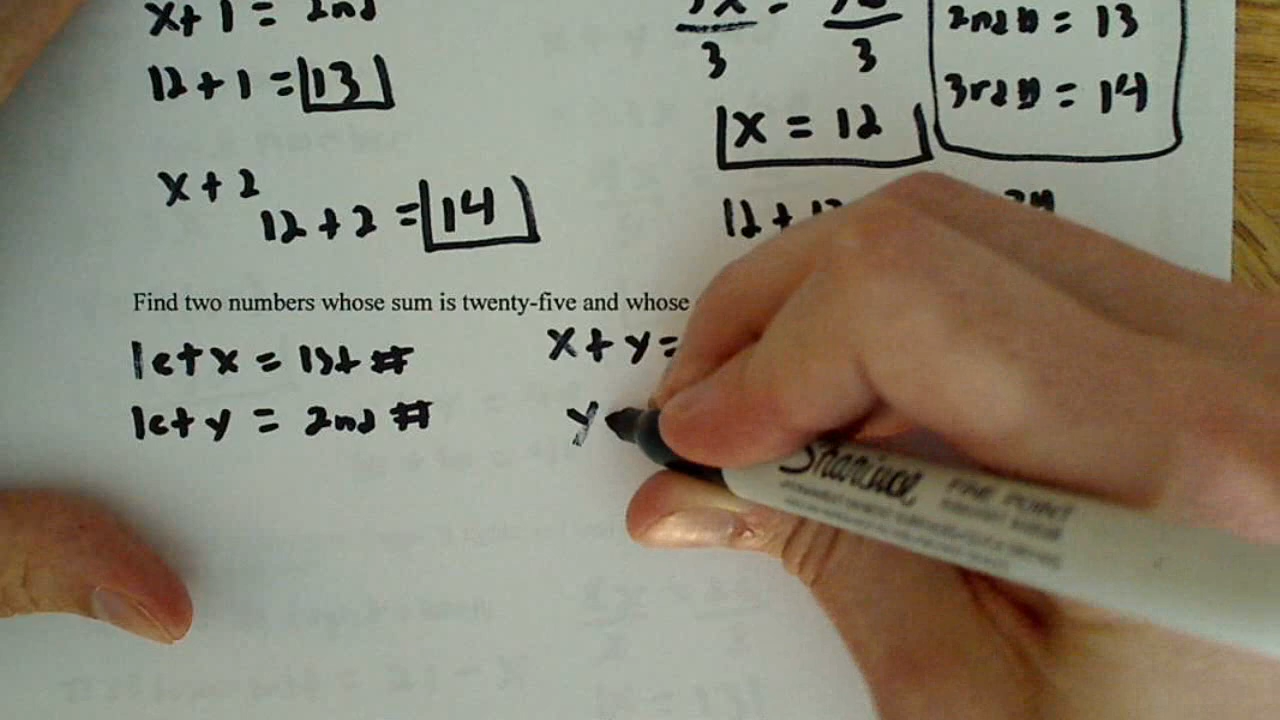 x+1 = 2nd
12+1 = 13
x+2
12+2 = 14
3
3
x = 12
2nd # = 13
3rd # = 14
12 +
Find two numbers whose sum is twenty-five and whose
let x = 1st #
let y = 2nd #
x + y =
y
Sharpie
FINE POINT